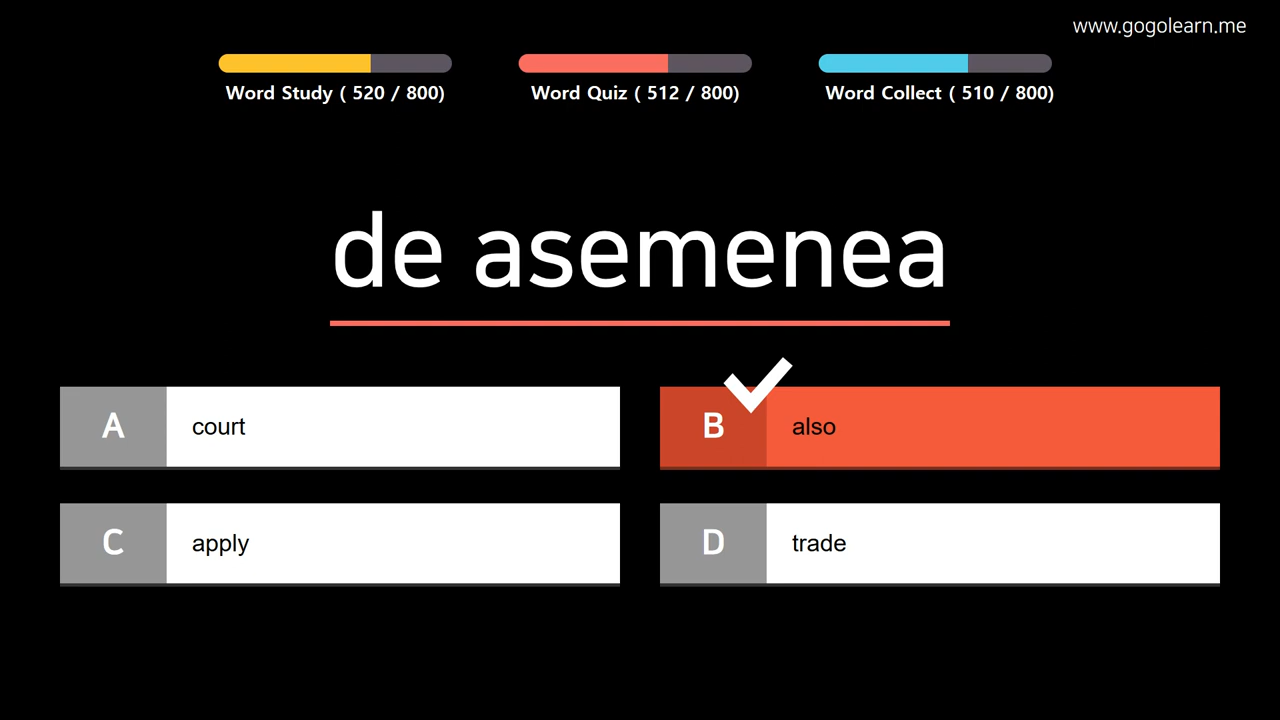 www.gogolearn.me
Word Study ( 520 / 800)
Word Quiz ( 512 / 800)
Word Collect ( 510 / 800)
de asemenea
A court
B also
C apply
D trade